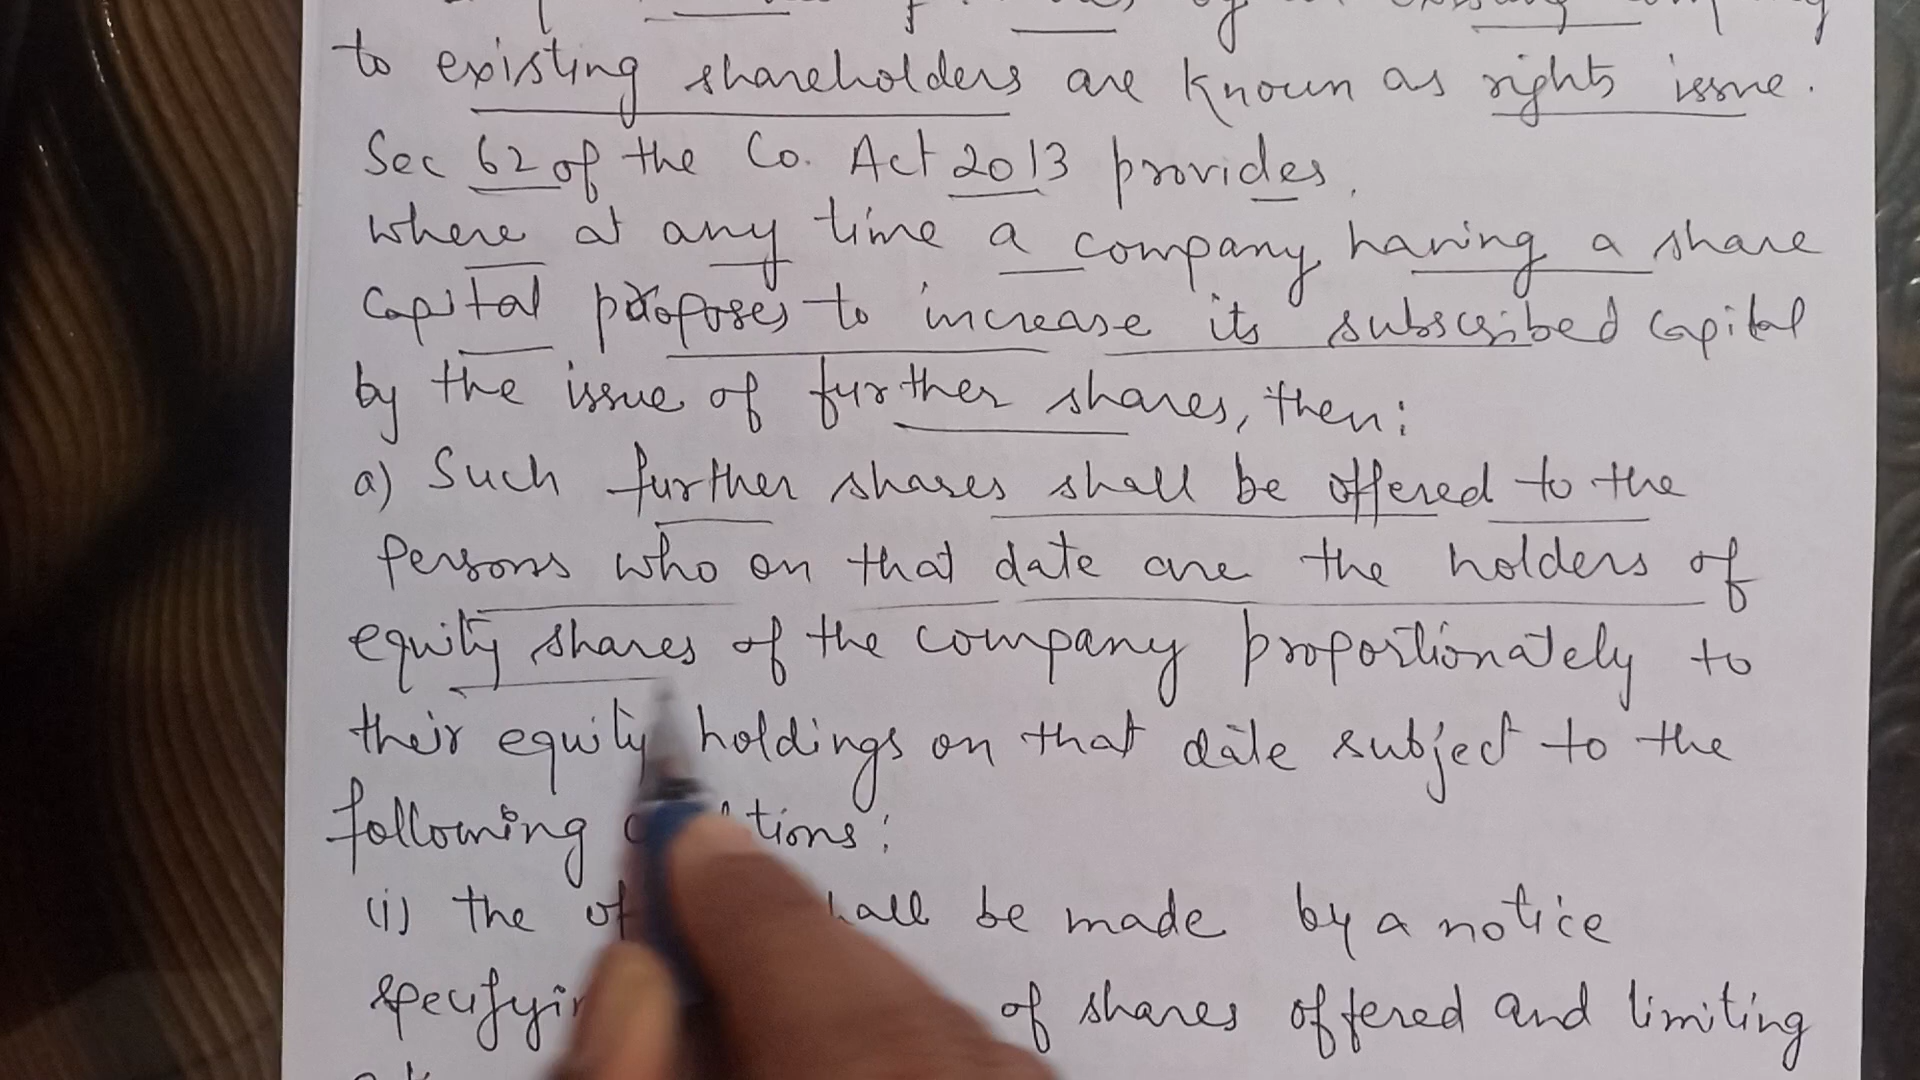 to existing shareholders are known as rights issue.
Sec 62 of the Co. Act 2013 provides,
where at any time a company having a share
capital proposes to increase its subscribed capital
by the issue of further shares, then:
a) Such further shares shall be offered to the
persons who on that date are the holders of
equity shares of the company proportionately to
their equity holdings on that date subject to the
following
(i) the shall be made by a notice
of shares offered and limiting